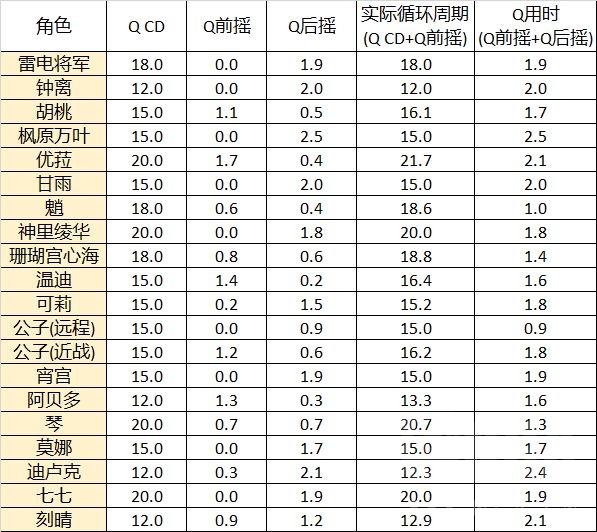 角色 Q CD Q前摇 Q后摇 实际循环周期 Q用时
(Q CD+Q前摇) (Q前摇+Q后摇)
雷电将军 18.0 0.0 1.9 18.0 1.9
钟离 12.0 0.0 2.0 12.0 2.0
胡桃 15.0 1.1 0.5 16.1 1.7
枫原万叶 15.0 0.0 2.5 15.0 2.5
优菈 20.0 1.7 0.4 21.7 2.1
甘雨 15.0 0.0 2.0 15.0 2.0
魈 18.0 0.6 0.4 18.6 1.0
神里绫华 20.0 0.0 1.8 20.0 1.8
珊瑚宫心海 18.0 0.8 0.6 18.8 1.4
温迪 15.0 1.4 0.2 16.4 1.6
可莉 15.0 0.2 1.5 15.2 1.8
公子(远程) 15.0 0.0 0.9 15.0 0.9
公子(近战) 15.0 1.2 0.6 16.2 1.8
宵宫 15.0 0.0 1.9 15.0 1.9
阿贝多 12.0 1.3 0.3 13.3 1.6
琴 20.0 0.7 0.7 20.7 1.3
莫娜 15.0 0.0 1.7 15.0 1.7
迪卢克 12.0 0.3 2.1 12.3 2.4
七七 20.0 0.0 1.9 20.0 1.9
刻晴 12.0 0.9 1.2 12.9 2.1